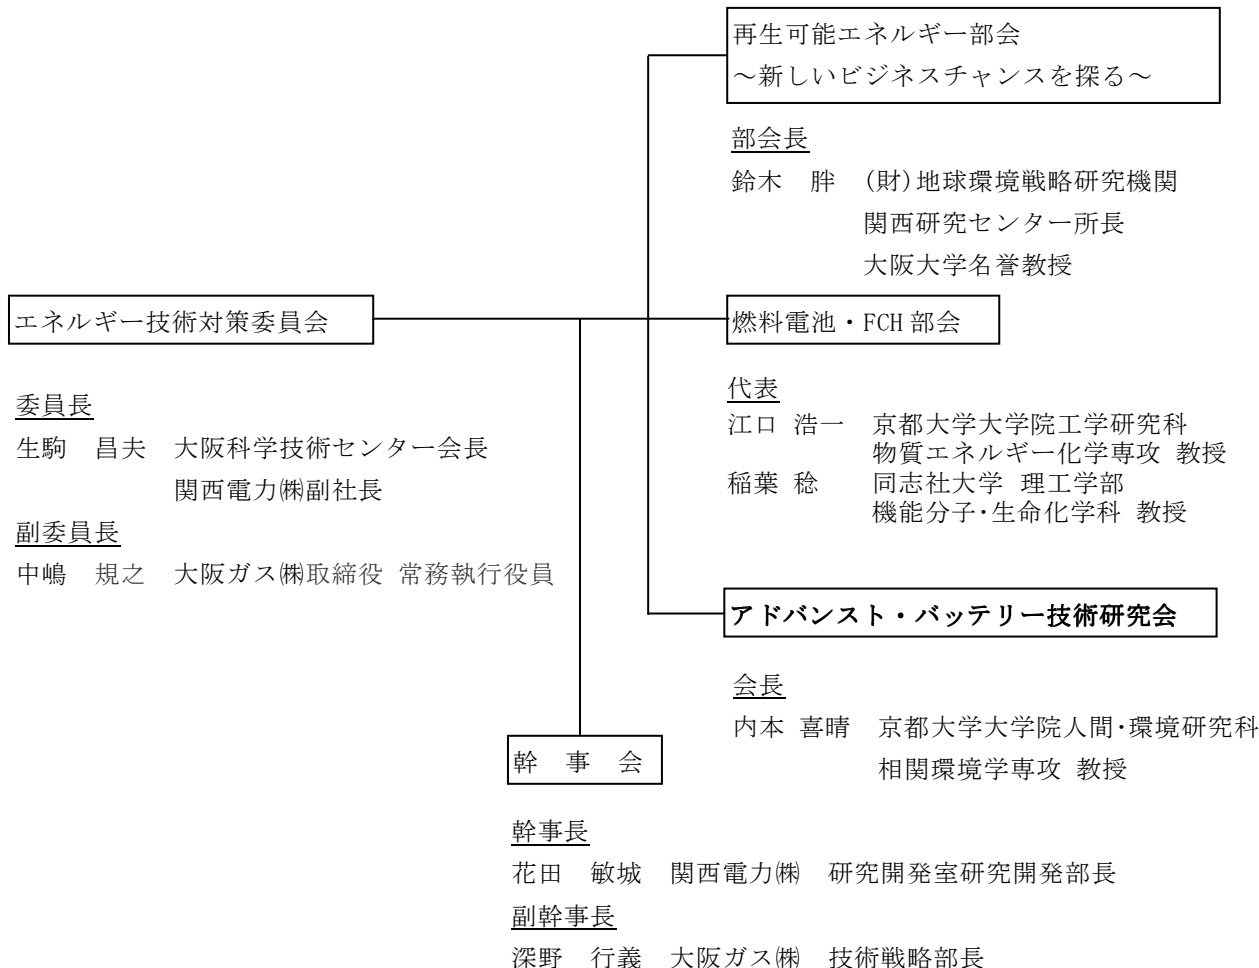 再生可能エネルギー部会
～新しいビジネスチャンスを探る～
部会長
鈴木　胖　(財)地球環境戦略研究機関
関西研究センター所長
大阪大学名誉教授
エネルギー技術対策委員会
委員長
生駒　昌夫　大阪科学技術センター会長
関西電力㈱副社長
副委員長
中嶋　規之　大阪ガス㈱取締役 常務執行役員
燃料電池・FCH 部会
代表
江口 浩一　京都大学大学院工学研究科
物質エネルギー化学専攻 教授
稲葉 稔　同志社大学 理工学部
機能分子･生命化学科 教授
アドバンスト・バッテリー技術研究会
会長
内本 喜晴　京都大学大学院人間･環境研究科
相関環境学専攻 教授
幹　事　会
幹事長
花田　敏城　関西電力㈱　研究開発室研究開発部長
副幹事長
深野　行義　大阪ガス㈱　技術戦略部長